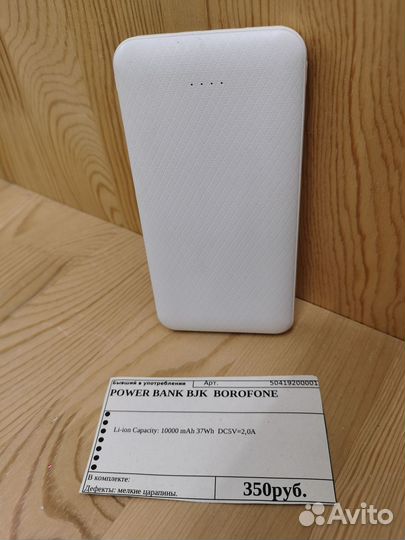 Бывший в употреблении Арт. 50419200001
POWER BANK BJK BOROFONE
Li-ion Capacity: 10000 mAh 37Wh DC5V=2,0A
В комплекте:
Дефекты: мелкие царапины.
350руб.
Avito